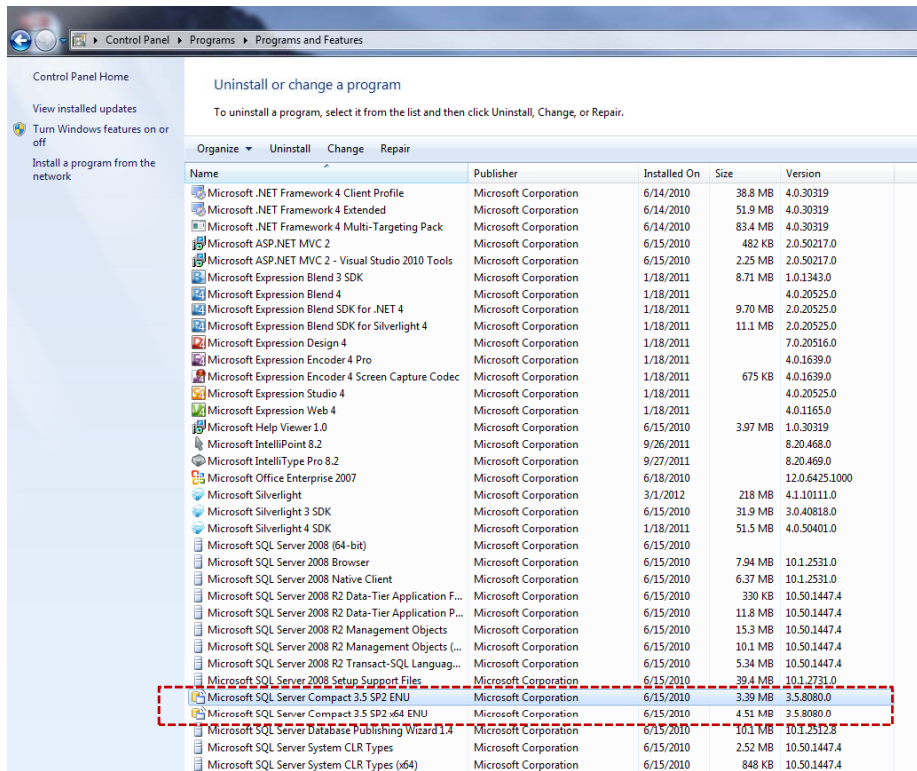 Control Panel ▸ Programs ▸ Programs and Features
Control Panel Home
View installed updates
Turn Windows features on or
off
Install a program from the
network
Uninstall or change a program
To uninstall a program, select it from the list and then click Uninstall, Change, or Repair.
Organize Uninstall Change Repair
Name Publisher Installed On Size Version
Microsoft .NET Framework 4 Client Profile Microsoft Corporation 6/14/2010 38.8 MB 4.0.30319
Microsoft .NET Framework 4 Extended Microsoft Corporation 6/14/2010 51.9 MB 4.0.30319
Microsoft .NET Framework 4 Multi-Targeting Pack Microsoft Corporation 6/14/2010 83.4 MB 4.0.30319
Microsoft ASP.NET MVC 2 Microsoft Corporation 6/15/2010 482 KB 2.0.50217.0
Microsoft ASP.NET MVC 2 - Visual Studio 2010 Tools Microsoft Corporation 6/15/2010 2.25 MB 2.0.50217.0
Microsoft Expression Blend 3 SDK Microsoft Corporation 1/18/2011 8.71 MB 1.0.1343.0
Microsoft Expression Blend 4 Microsoft Corporation 1/18/2011 4.0.20525.0
Microsoft Expression Blend SDK for .NET 4 Microsoft Corporation 1/18/2011 9.70 MB 2.0.20525.0
Microsoft Expression Blend SDK for Silverlight 4 Microsoft Corporation 1/18/2011 11.1 MB 2.0.20525.0
Microsoft Expression Design 4 Microsoft Corporation 1/18/2011 7.0.20516.0
Microsoft Expression Encoder 4 Pro Microsoft Corporation 1/18/2011 4.0.1639.0
Microsoft Expression Encoder 4 Screen Capture Codec Microsoft Corporation 1/18/2011 675 KB 4.0.1639.0
Microsoft Expression Studio 4 Microsoft Corporation 1/18/2011 4.0.20525.0
Microsoft Expression Web 4 Microsoft Corporation 1/18/2011 4.0.1165.0
Microsoft Help Viewer 1.0 Microsoft Corporation 6/15/2010 3.97 MB 1.0.30319
Microsoft IntelliPoint 8.2 Microsoft Corporation 9/26/2011 8.20.468.0
Microsoft IntelliType Pro 8.2 Microsoft Corporation 9/27/2011 8.20.469.0
Microsoft Office Enterprise 2007 Microsoft Corporation 6/18/2010 12.0.6425.1000
Microsoft Silverlight Microsoft Corporation 3/1/2012 218 MB 4.1.10111.0
Microsoft Silverlight 3 SDK Microsoft Corporation 6/15/2010 31.9 MB 3.0.40818.0
Microsoft Silverlight 4 SDK Microsoft Corporation 1/18/2011 51.5 MB 4.0.50401.0
Microsoft SQL Server 2008 (64-bit) Microsoft Corporation 6/15/2010
Microsoft SQL Server 2008 Browser Microsoft Corporation 6/15/2010 7.94 MB 10.1.2531.0
Microsoft SQL Server 2008 Native Client Microsoft Corporation 6/15/2010 6.37 MB 10.1.2531.0
Microsoft SQL Server 2008 R2 Data-Tier Application F... Microsoft Corporation 6/15/2010 330 KB 10.50.1447.4
Microsoft SQL Server 2008 R2 Data-Tier Application P... Microsoft Corporation 6/15/2010 11.8 MB 10.50.1447.4
Microsoft SQL Server 2008 R2 Management Objects Microsoft Corporation 6/15/2010 15.3 MB 10.50.1447.4
Microsoft SQL Server 2008 R2 Management Objects (... Microsoft Corporation 6/15/2010 10.1 MB 10.50.1447.4
Microsoft SQL Server 2008 R2 Transact-SQL Languag... Microsoft Corporation 6/15/2010 5.34 MB 10.50.1447.4
Microsoft SQL Server 2008 Setup Support Files Microsoft Corporation 6/15/2010 39.4 MB 10.1.2731.0
Microsoft SQL Server Compact 3.5 SP2 ENU Microsoft Corporation 6/15/2010 3.39 MB 3.5.8080.0
Microsoft SQL Server Compact 3.5 SP2 x64 ENU Microsoft Corporation 6/15/2010 4.51 MB 3.5.8080.0
Microsoft SQL Server Database Publishing Wizard 1.4 Microsoft Corporation 6/15/2010 10.1 MB 10.1.2512.8
Microsoft SQL Server System CLR Types Microsoft Corporation 6/15/2010 2.52 MB 10.50.1447.4
Microsoft SQL Server System CLR Types (x64) Microsoft Corporation 6/15/2010 848 KB 10.50.1447.4